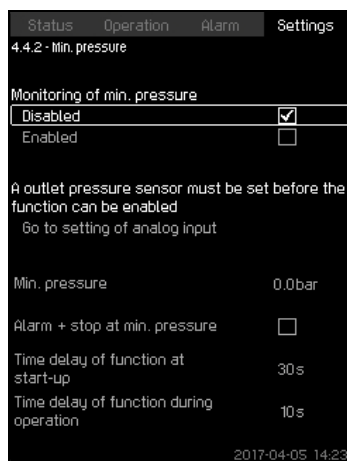 Status Operation Alarm Settings
4.4.2 - Min. pressure
Monitoring of min. pressure
Disabled
Enabled
A outlet pressure sensor must be set before the
function can be enabled
Go to setting of analog input
Min. pressure 0.0bar
Alarm + stop at min. pressure
Time delay of function at
start-up 30s
Time delay of function during
operation 10s
2017-04-05 14:23